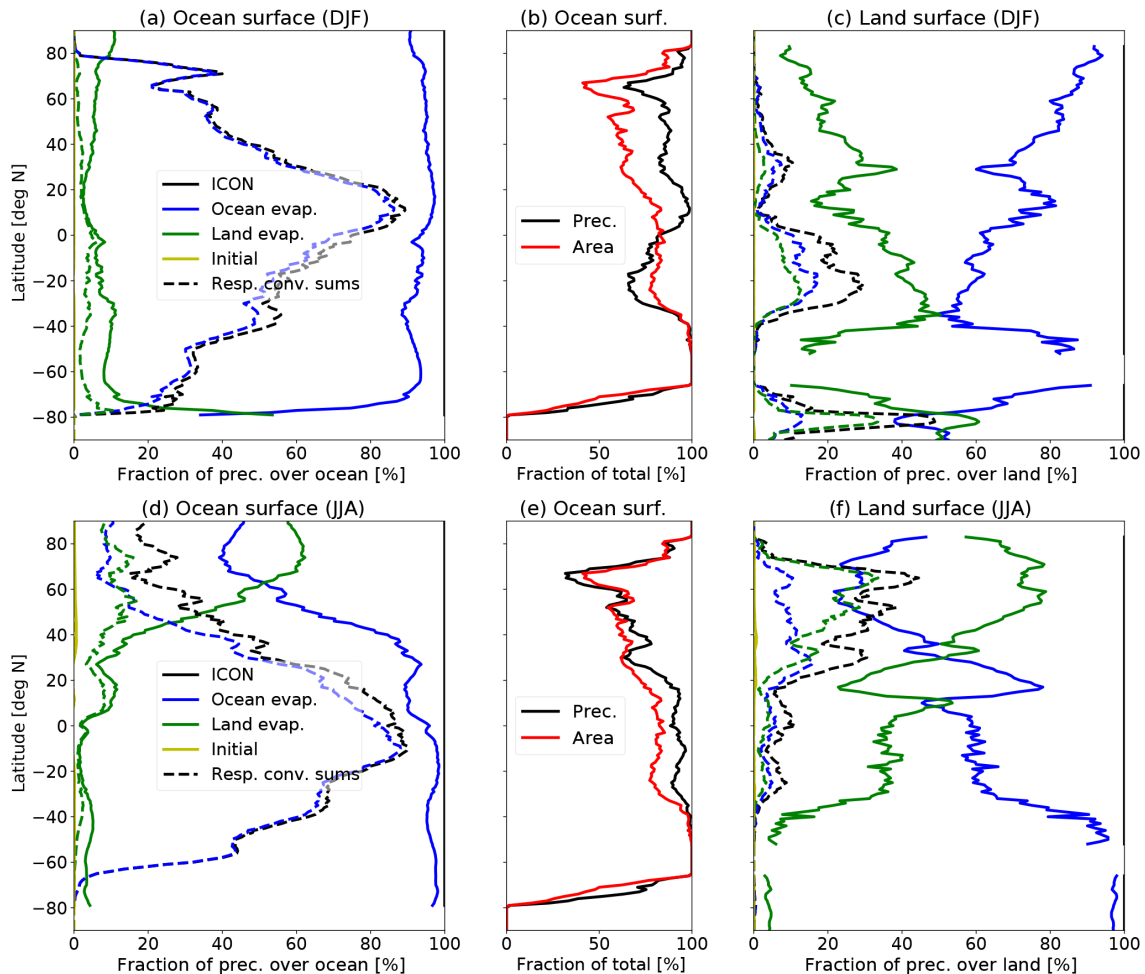 (a) Ocean surface (DJF)
(b) Ocean surf.
(c) Land surface (DJF)
Latitude [deg N]
80
60
40
20
0
−20
−40
−60
−80
ICON
Ocean evap.
Land evap.
Initial
Resp. conv. sums
Prec.
Area
0 20 40 60 80 100
Fraction of prec. over ocean [%]
50 100
Fraction of total [%]
0 20 40 60 80 100
Fraction of prec. over land [%]
(d) Ocean surface (JJA)
(e) Ocean surf.
(f) Land surface (JJA)
Latitude [deg N]
80
60
40
20
0
−20
−40
−60
−80
ICON
Ocean evap.
Land evap.
Initial
Resp. conv. sums
Prec.
Area
0 20 40 60 80 100
Fraction of prec. over ocean [%]
0 50 100
Fraction of total [%]
0 20 40 60 80 100
Fraction of prec. over land [%]